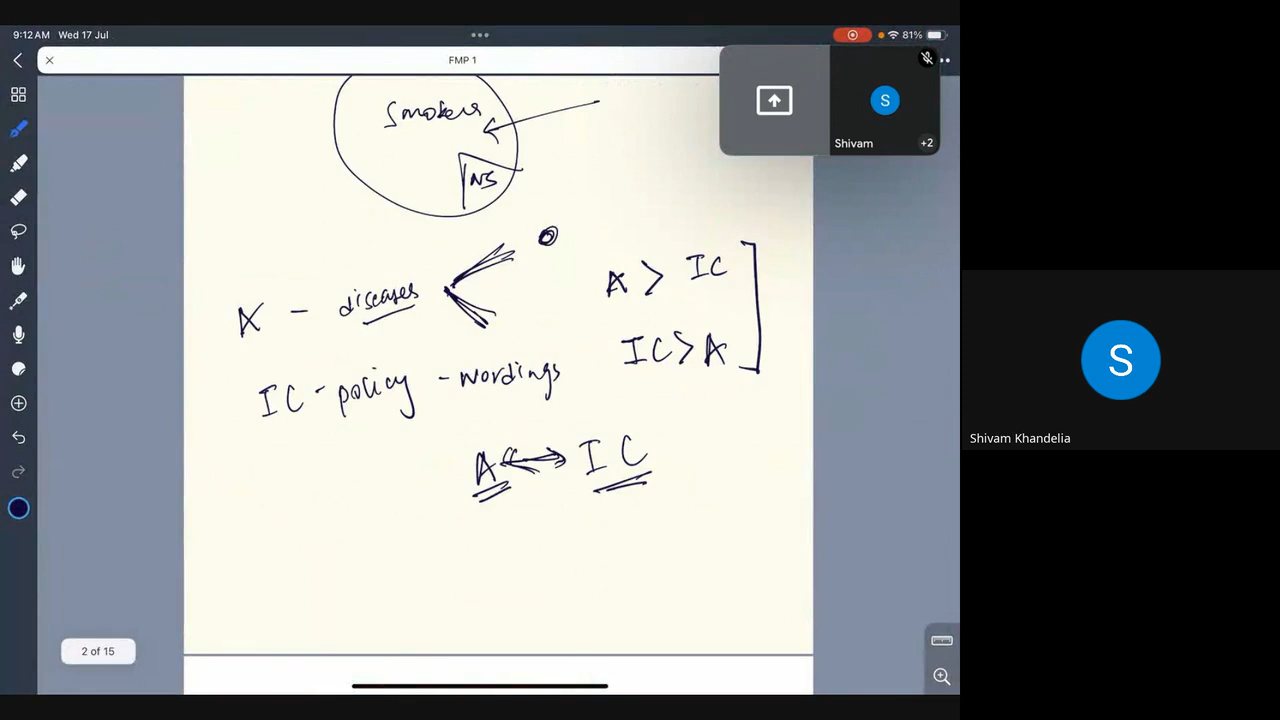 9:12 AM Wed 17 Jul
81%
FMP 1
S
Shivam
+2
Smokers
NS
A - diseases
A > IC
IC > A
IC - policy - wordings
A ↔ IC
2 of 15
S
Shivam Khandelia